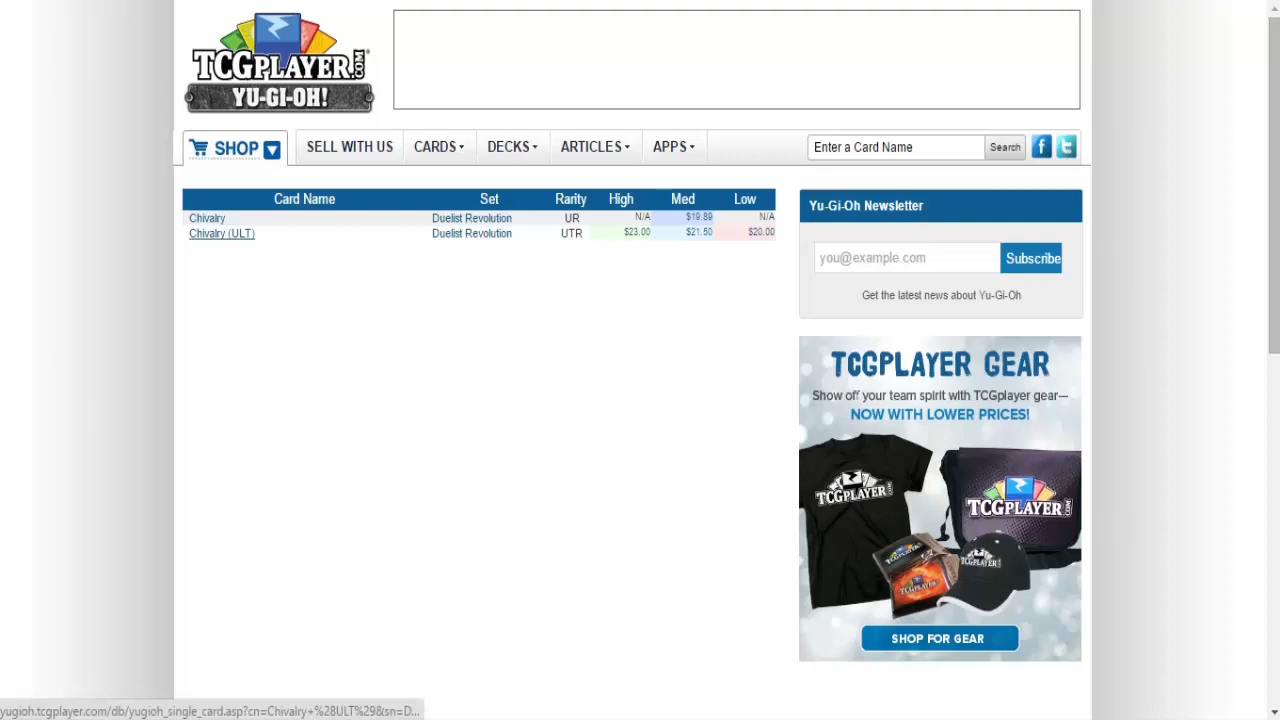 TCGPLAYER.COM
YU-GI-OH!
SHOP
SELL WITH US
CARDS
DECKS
ARTICLES
APPS
Enter a Card Name
Search
Card Name Set Rarity High Med Low
Chivalry Duelist Revolution UR N/A $19.89 N/A
Chivalry (ULT) Duelist Revolution UTR $23.00 $21.50 $20.00
Yu-Gi-Oh Newsletter
you@example.com Subscribe
Get the latest news about Yu-Gi-Oh
TCGPLAYER GEAR
Show off your team spirit with TCGplayer gear—
NOW WITH LOWER PRICES!
TCGPLAYER.COM
TCGPLAYER.COM
TCGPLAYER
SHOP FOR GEAR
yugioh.tcgplayer.com/db/yugioh_single_card.asp?cn=Chivalry+%28ULT%29&sn=D...